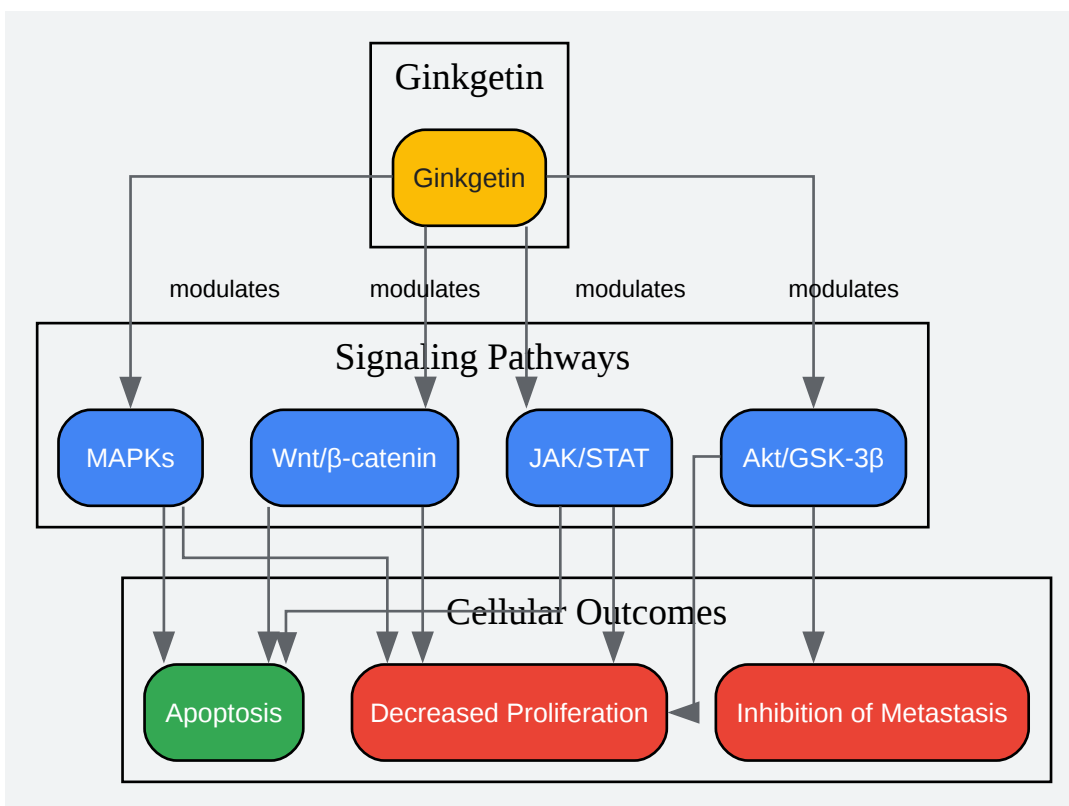 Ginkgetin
Ginkgetin
modulates
modulates
modulates
modulates
Signaling Pathways
MAPKs
Wnt/β-catenin
JAK/STAT
Akt/GSK-3β
Cellular Outcomes
Apoptosis
Decreased Proliferation
Inhibition of Metastasis